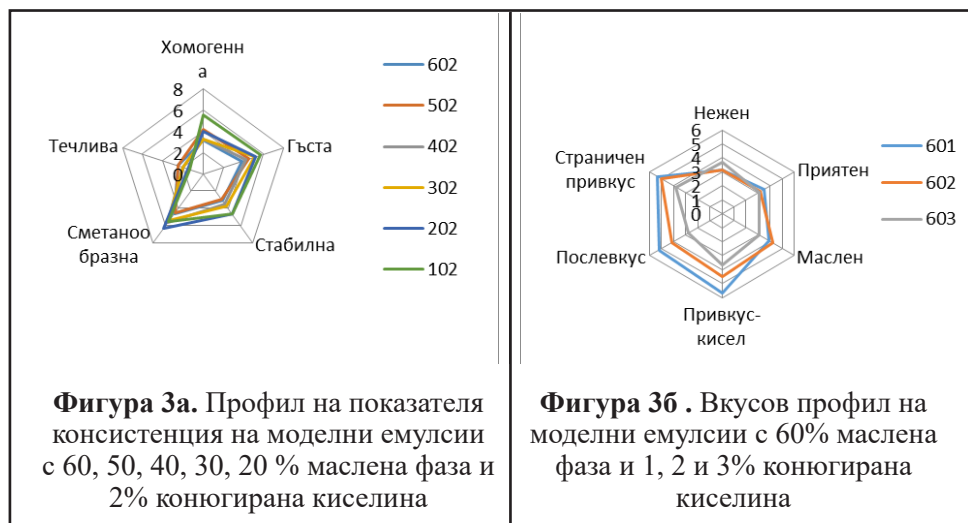 Хомогенн
а
8
6
4
2
0
Гъста
Стабилна
Сметаноо
бразна
Течлива
602
502
402
302
202
102
Фигура 3а. Профил на показателя
консистенция на моделни емулсии
с 60, 50, 40, 30, 20 % маслена фаза и
2% конюгирана киселина
Нежен
6
5
4
3
2
1
0
Приятен
Маслен
Привкус-
кисел
Послевкус
Страничен
привкус
601
602
603
Фигура 3б . Вкусов профил на
моделни емулсии с 60% маслена
фаза и 1, 2 и 3% конюгирана
киселина